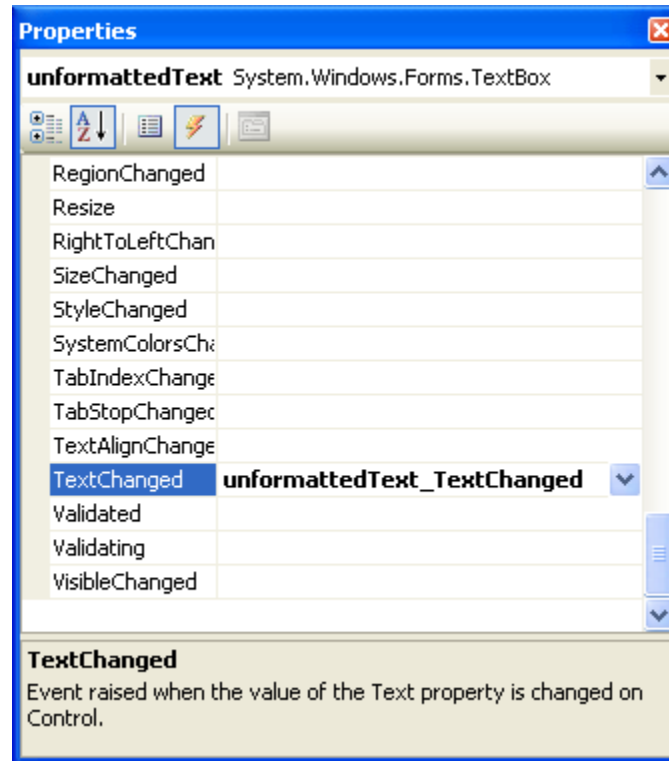 Properties
unformattedText System.Windows.Forms.TextBox
A
Z
RegionChanged
Resize
RightToLeftChan
SizeChanged
StyleChanged
SystemColorsCha
TabIndexChange
TabStopChanged
TextAlignChange
TextChanged unformattedText_TextChanged
Validated
Validating
VisibleChanged
TextChanged
Event raised when the value of the Text property is changed on
Control.